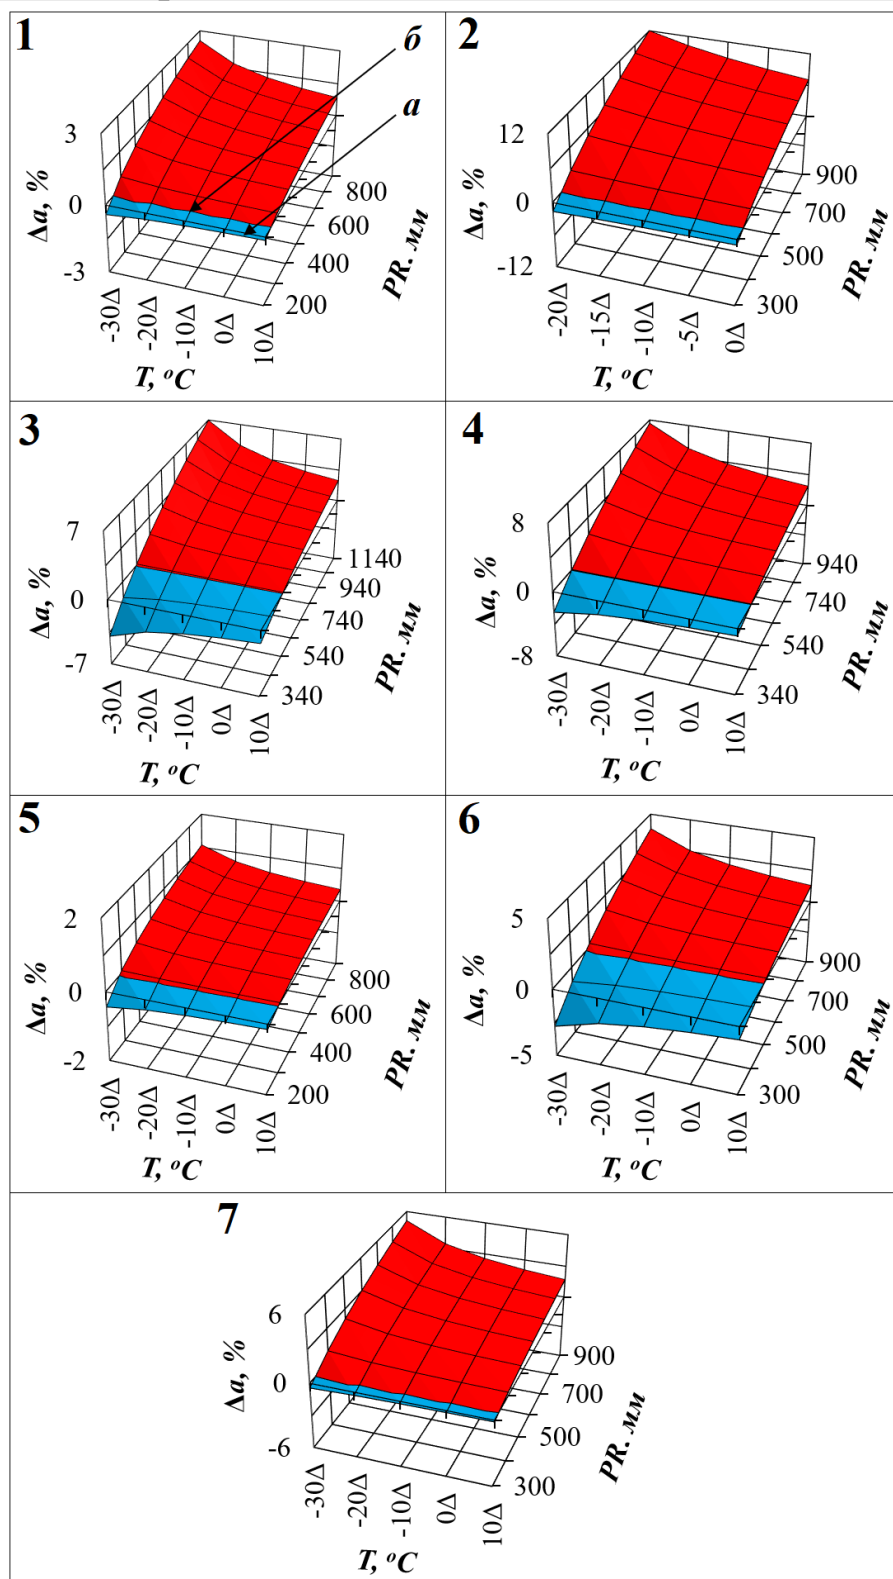 1
б
а
3
0
-3
Δa, %
-30Δ
-20Δ
-10Δ
0Δ
10Δ
T, °C
800
600
400
200
PR. мм
2
12
0
-12
Δa, %
-20Δ
-15Δ
-10Δ
-5Δ
0Δ
T, °C
900
700
500
300
PR. мм
3
7
0
-7
Δa, %
-30Δ
-20Δ
-10Δ
0Δ
10Δ
T, °C
1140
940
740
540
340
PR. мм
4
8
0
-8
Δa, %
-30Δ
-20Δ
-10Δ
0Δ
10Δ
T, °C
940
740
540
340
PR. мм
5
2
0
-2
Δa, %
-30Δ
-20Δ
-10Δ
0Δ
10Δ
T, °C
800
600
400
200
PR. мм
6
5
0
-5
Δa, %
-30Δ
-20Δ
-10Δ
0Δ
10Δ
T, °C
900
700
500
300
PR. мм
7
6
0
-6
Δa, %
-30Δ
-20Δ
-10Δ
0Δ
10Δ
T, °C
900
700
500
300
PR. мм